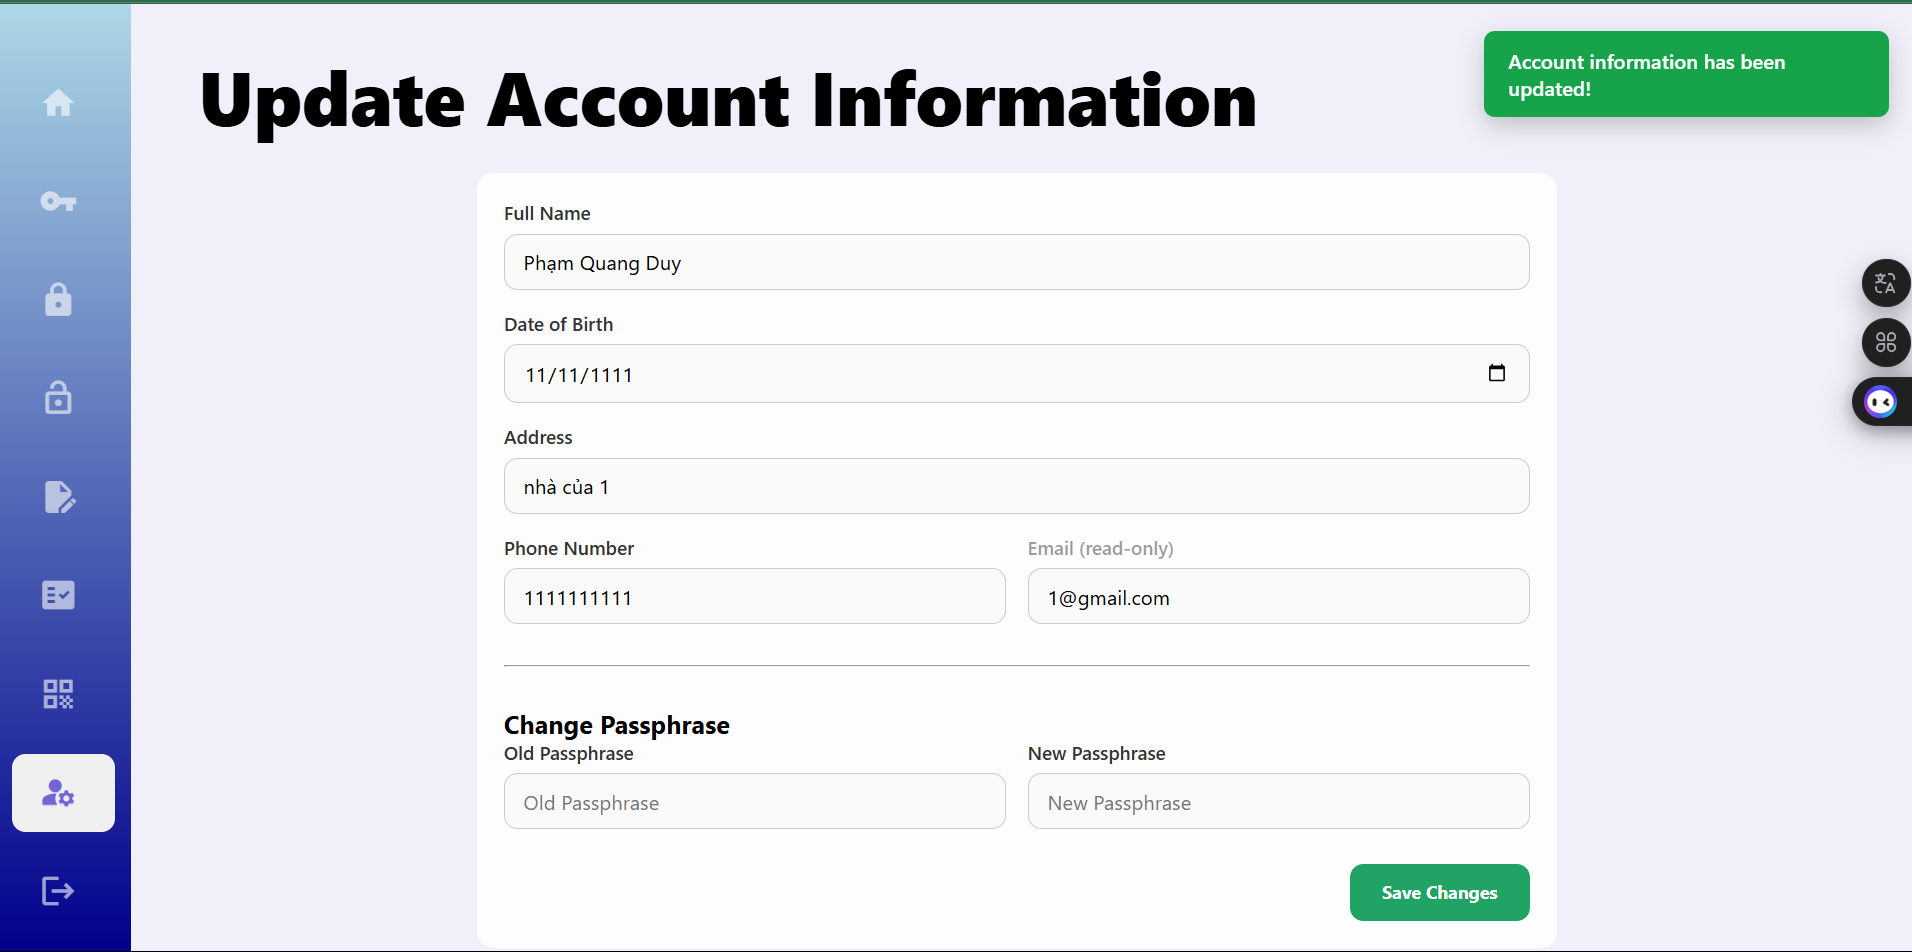 Update Account Information
Account information has been
updated!
Full Name
Phạm Quang Duy
Date of Birth
11/11/1111
Address
nhà của 1
Phone Number
Email (read-only)
1111111111
1@gmail.com
Change Passphrase
Old Passphrase
New Passphrase
Old Passphrase
New Passphrase
Save Changes